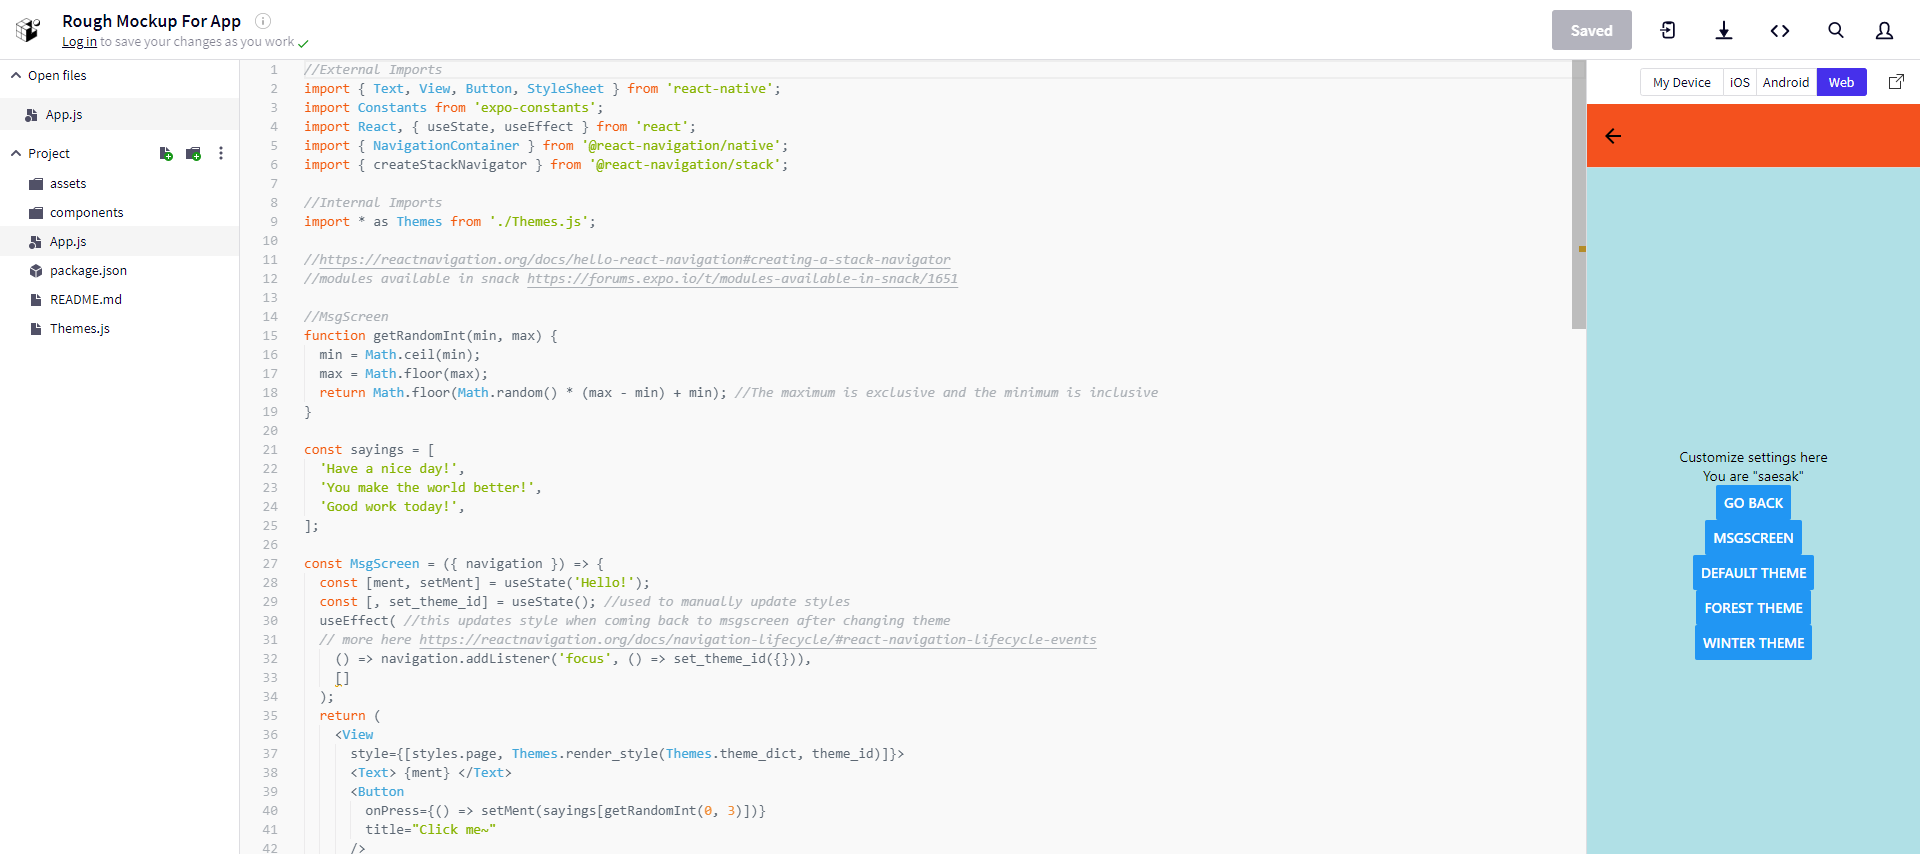 Rough Mockup For App
Log in to save your changes as you work
Saved
Open files
App.js
Project
assets
components
App.js
package.json
README.md
Themes.js
1 //External Imports
2 import { Text, View, Button, StyleSheet } from 'react-native';
3 import Constants from 'expo-constants';
4 import React, { useState, useEffect } from 'react';
5 import { NavigationContainer } from '@react-navigation/native';
6 import { createStackNavigator } from '@react-navigation/stack';
7
8 //Internal Imports
9 import * as Themes from './Themes.js';
10
11 //https://reactnavigation.org/docs/hello-react-navigation#creating-a-stack-navigator
12 //modules available in snack https://forums.expo.io/t/modules-available-in-snack/1651
13
14 //MsgScreen
15 function getRandomInt(min, max) {
16 min = Math.ceil(min);
17 max = Math.floor(max);
18 return Math.floor(Math.random() * (max - min) + min); //The maximum is exclusive and the minimum is inclusive
19 }
20
21 const sayings = [
22 'Have a nice day!',
23 'You make the world better!',
24 'Good work today!',
25 ];
26
27 const MsgScreen = ({ navigation }) => {
28 const [ment, setMent] = useState('Hello!');
29 const [, set_theme_id] = useState(); //used to manually update styles
30 useEffect( //this updates style when coming back to msgscreen after changing theme
31 // more here https://reactnavigation.org/docs/navigation-lifecycle/#react-navigation-lifecycle-events
32 () => navigation.addListener('focus', () => set_theme_id({})),
33 []
34 );
35 return (
36 <View
37 style={[styles.page, Themes.render_style(Themes.theme_dict, theme_id)]}>
38 <Text> {ment} </Text>
39 <Button
40 onPress={() => setMent(sayings[getRandomInt(0, 3)])}
41 title="Click me~"
42 />
My Device
iOS
Android
Web
Customize settings here
You are "saesak"
GO BACK
MSGSCREEN
DEFAULT THEME
FOREST THEME
WINTER THEME